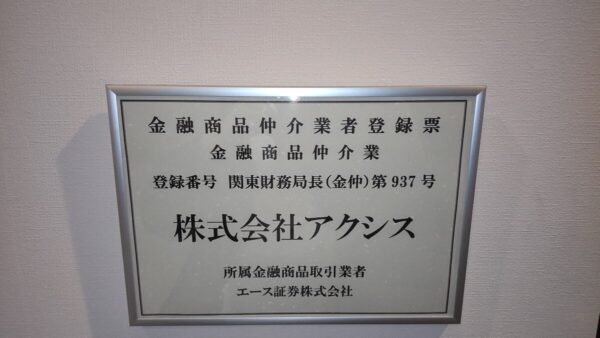 金融商品仲介業者登録票
金融商品仲介業
登録番号 関東財務局長(金仲)第937号
株式会社アクシス
所属金融商品取引業者
エース証券株式会社